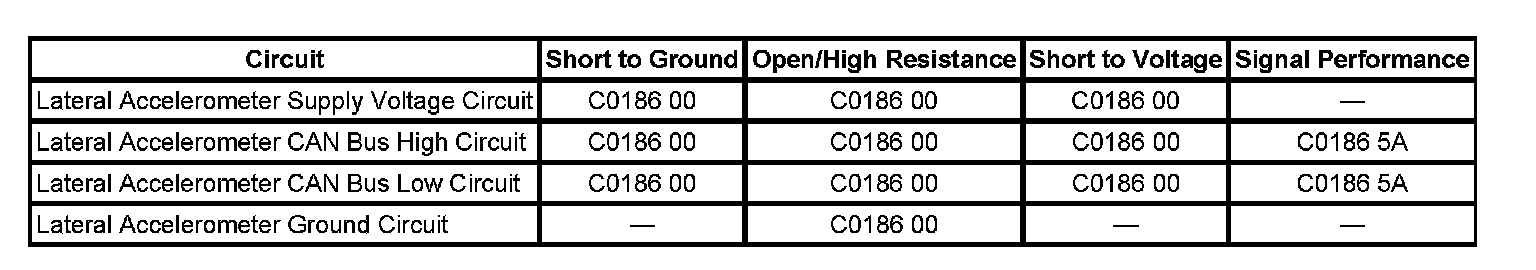 Circuit Short to Ground Open/High Resistance Short to Voltage Signal Performance
Lateral Accelerometer Supply Voltage Circuit C0186 00 C0186 00 C0186 00 —
Lateral Accelerometer CAN Bus High Circuit C0186 00 C0186 00 C0186 00 C0186 5A
Lateral Accelerometer CAN Bus Low Circuit C0186 00 C0186 00 C0186 00 C0186 5A
Lateral Accelerometer Ground Circuit — C0186 00 — —